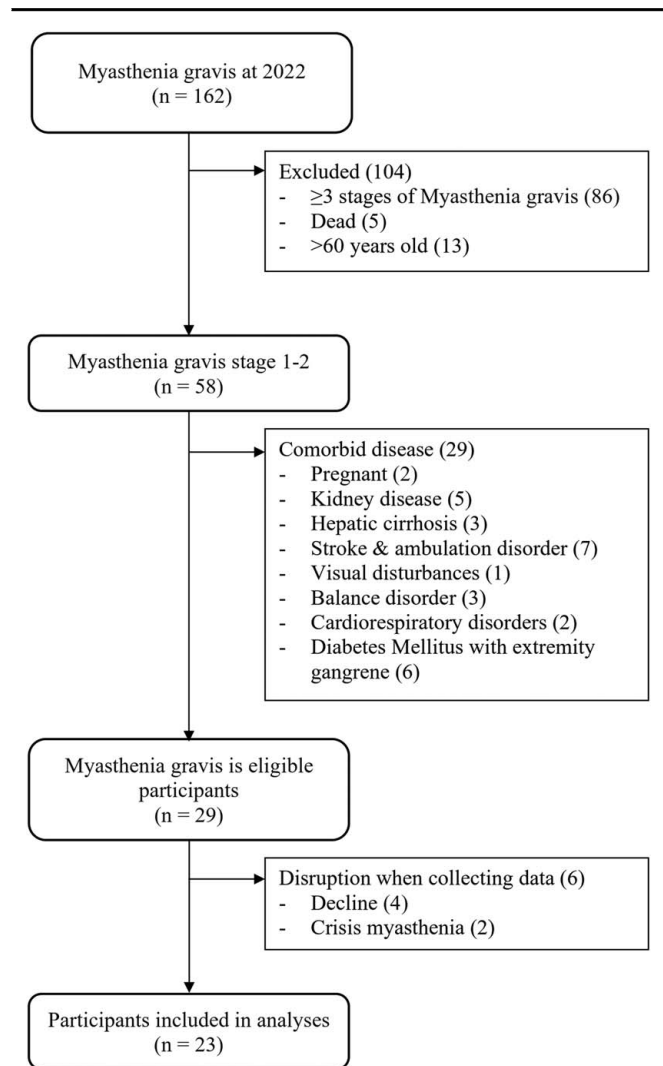 Myasthenia gravis at 2022
(n = 162)
Excluded (104)
- ≥3 stages of Myasthenia gravis (86)
- Dead (5)
- >60 years old (13)
Myasthenia gravis stage 1-2
(n = 58)
Comorbid disease (29)
- Pregnant (2)
- Kidney disease (5)
- Hepatic cirrhosis (3)
- Stroke & ambulation disorder (7)
- Visual disturbances (1)
- Balance disorder (3)
- Cardiorespiratory disorders (2)
- Diabetes Mellitus with extremity
gangrene (6)
Myasthenia gravis is eligible
participants
(n = 29)
Disruption when collecting data (6)
- Decline (4)
- Crisis myasthenia (2)
Participants included in analyses
(n = 23)